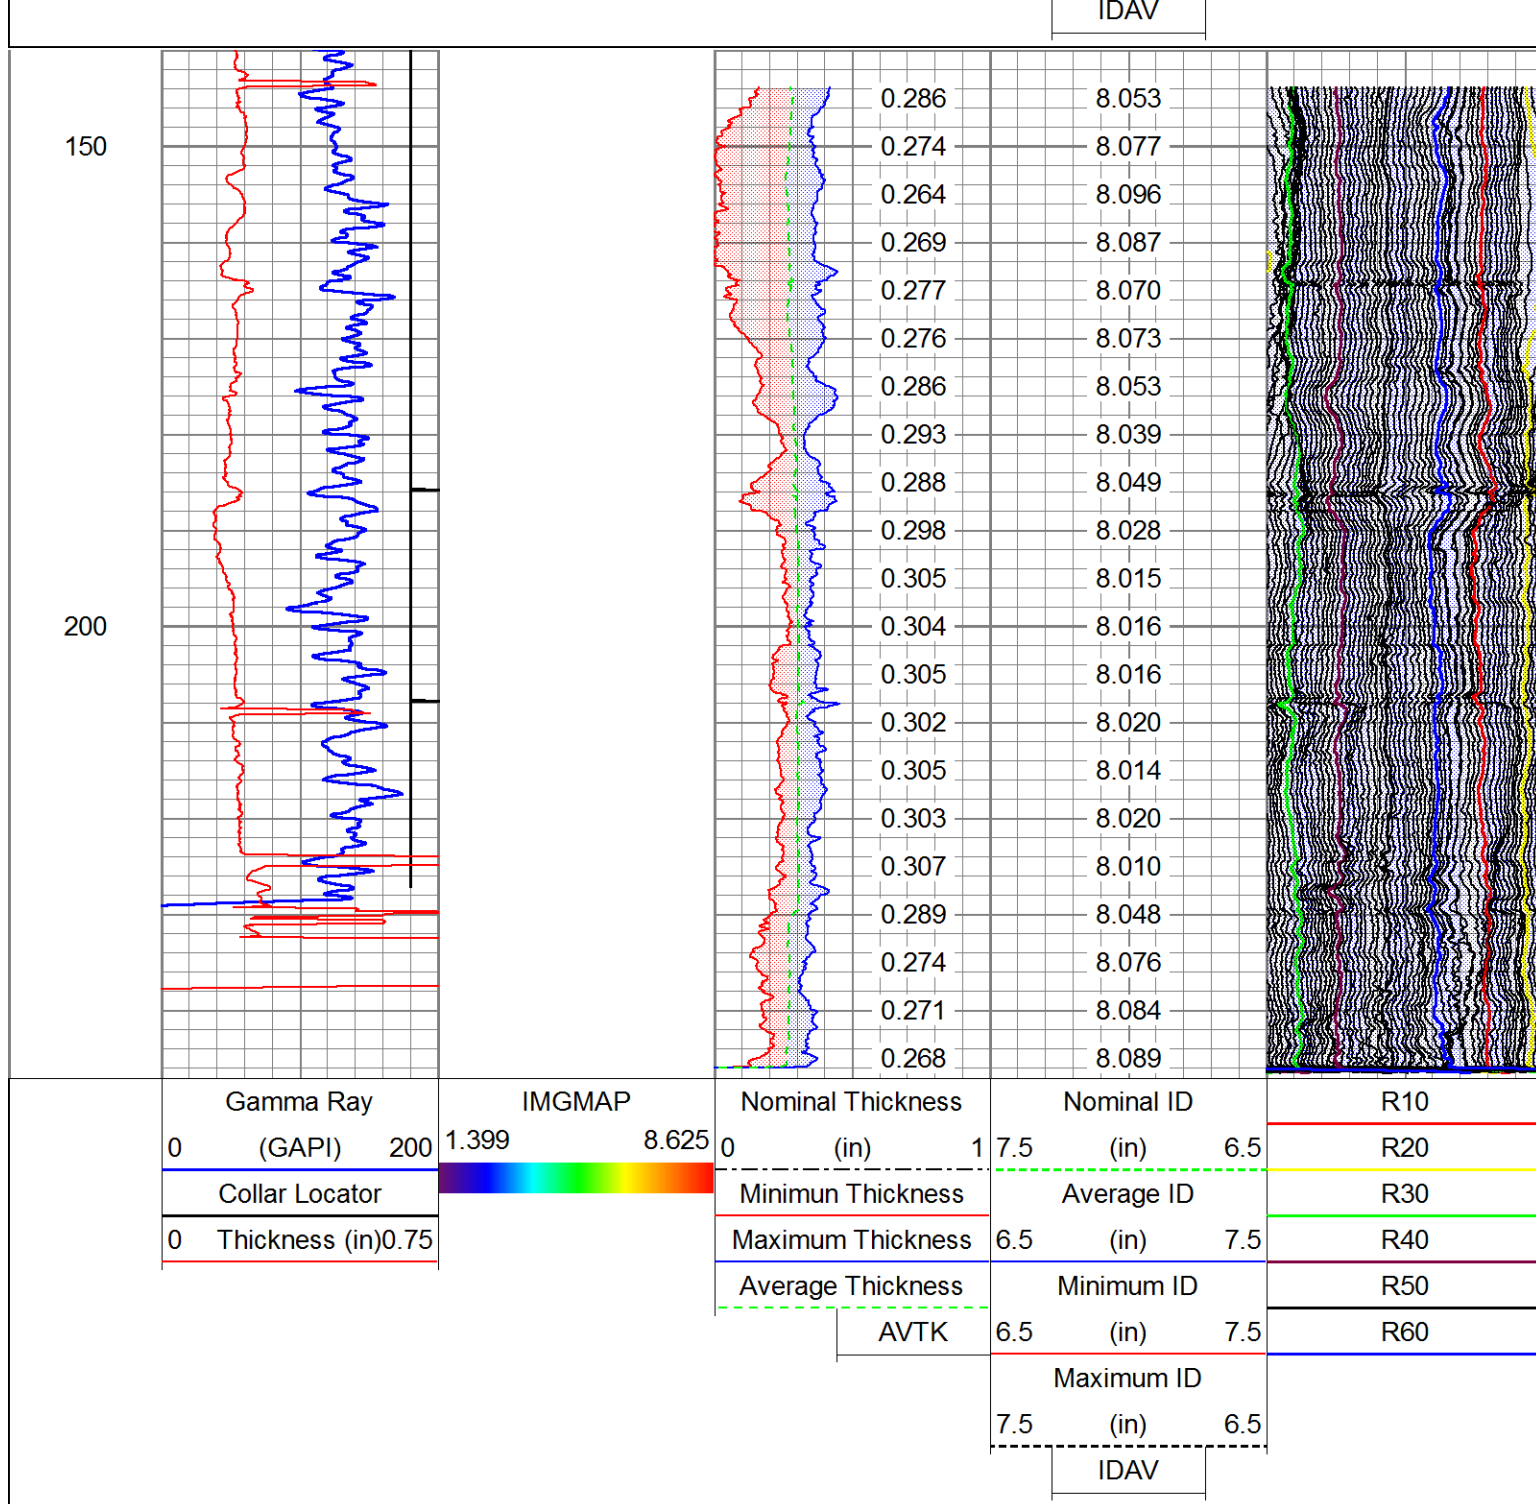 IDAV
0.286 8.053
150 0.274 8.077
0.264 8.096
0.269 8.087
0.277 8.070
0.276 8.073
0.286 8.053
0.293 8.039
0.288 8.049
0.298 8.028
0.305 8.015
200 0.304 8.016
0.305 8.016
0.302 8.020
0.305 8.014
0.303 8.020
0.307 8.010
0.289 8.048
0.274 8.076
0.271 8.084
0.268 8.089
Gamma Ray IMGMAP Nominal Thickness Nominal ID R10
0 (GAPI) 200 1.399 8.625 0 (in) 1 7.5 (in) 6.5 R20
Collar Locator Minimun Thickness Average ID R30
0 Thickness (in)0.75 Maximum Thickness 6.5 (in) 7.5 R40
Average Thickness Minimum ID R50
AVTK 6.5 (in) 7.5 R60
Maximum ID
7.5 (in) 6.5
IDAV